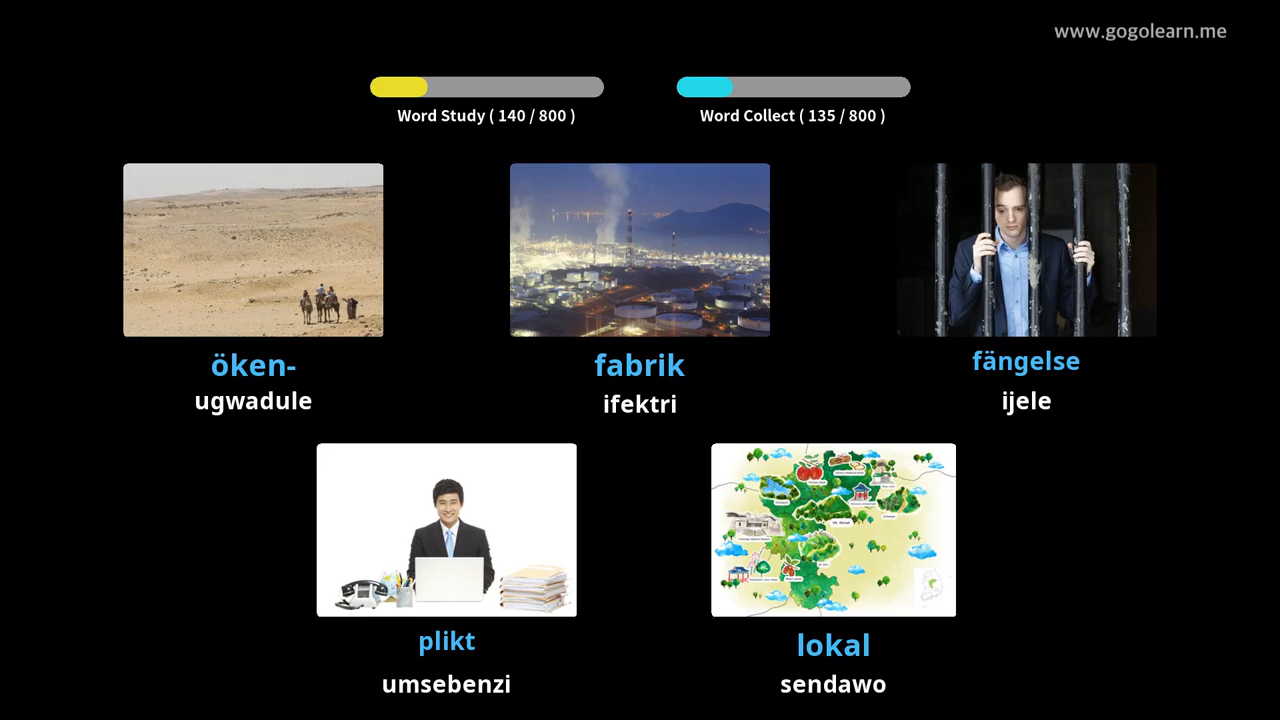 www.gogolearn.me
Word Study ( 140 / 800 )
Word Collect ( 135 / 800 )
öken-
ugwadule
fabrik
ifektri
fängelse
ijele
plikt
umsebenzi
lokal
sendawo